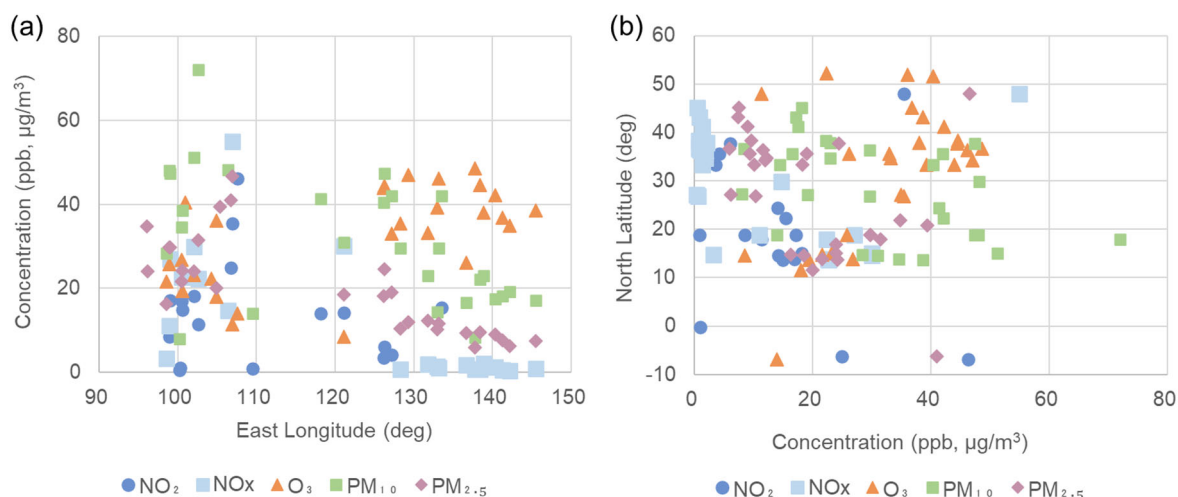 (a)
80
60
40
20
0
Concentration (ppb, µg/m³)
90 100 110 120 130 140 150
East Longitude (deg)
NO₂ NOx O₃ PM₁₀ PM₂.₅
(b)
60
50
40
30
20
10
0
-10
North Latitude (deg)
0 20 40 60 80
Concentration (ppb, µg/m³)
NO₂ NOx O₃ PM₁₀ PM₂.₅